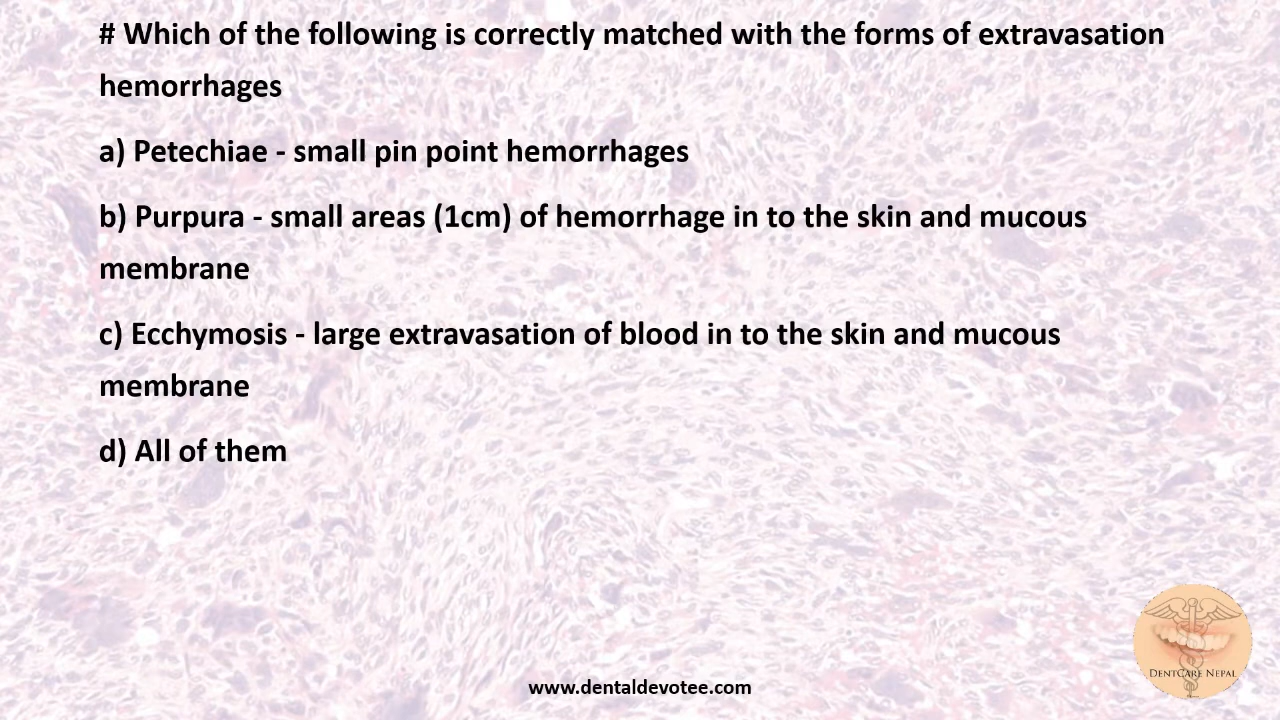 # Which of the following is correctly matched with the forms of extravasation
hemorrhages
a) Petechiae - small pin point hemorrhages
b) Purpura - small areas (1cm) of hemorrhage in to the skin and mucous
membrane
c) Ecchymosis - large extravasation of blood in to the skin and mucous
membrane
d) All of them
DENTCARE NEPAL
www.dentaldevotee.com